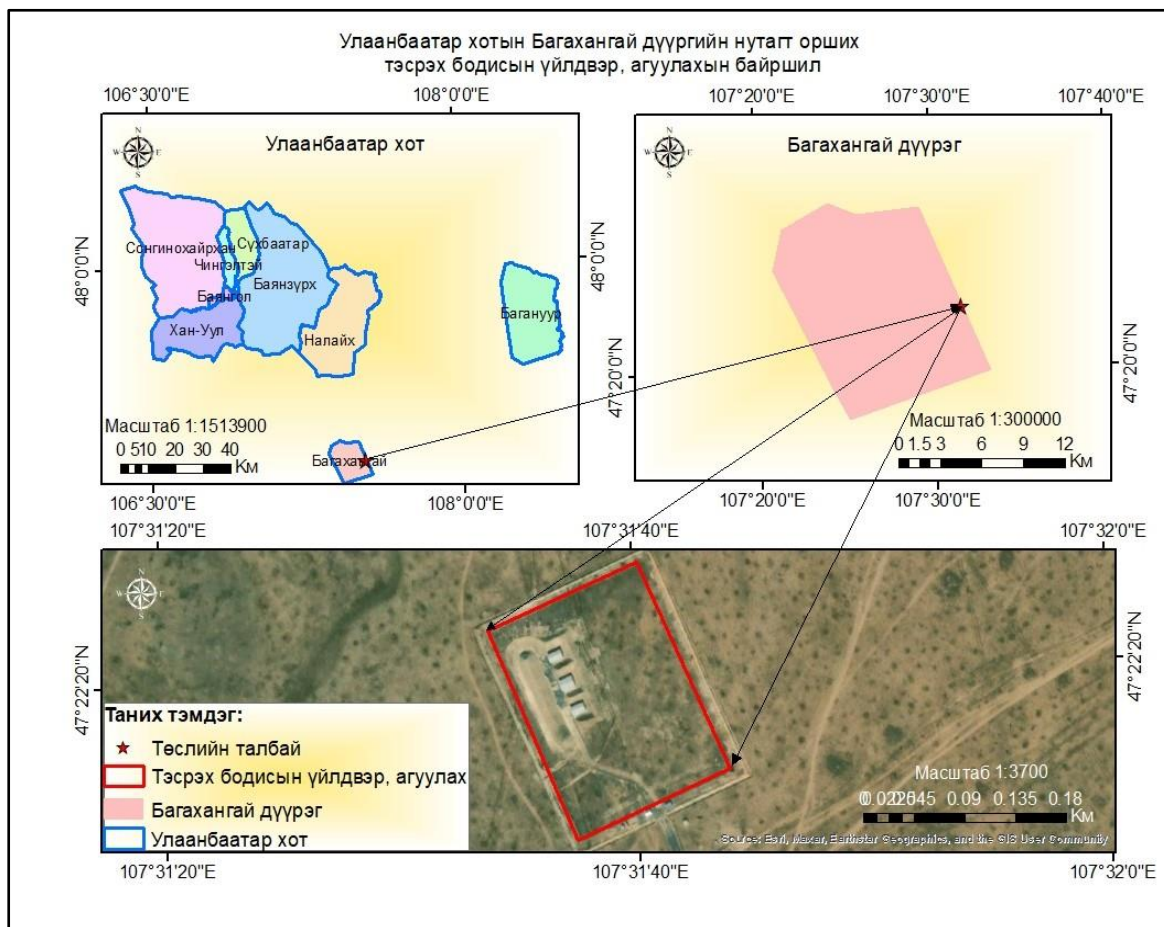 Улаанбаатар хотын Багахангай дүүргийн нутагт орших
тэсрэх бодисын үйлдвэр, агуулахын байршил
106°30'0"E 108°0'0"E
Улаанбаатар хот
N
W E
S
48°0'0"N
48°0'0"N
Сонгинохайрхан
Сүхбаатар
Чингэлтэй
Баянзүрх
Баянгол
Хан-Уул
Налайх
Багануур
Багахангай
Масштаб 1:1513900
0 5 10 20 30 40
Км
106°30'0"E 108°0'0"E
107°20'0"E 107°30'0"E 107°40'0"E
Багахангай дүүрэг
N
W E
S
47°20'0"N
47°20'0"N
Масштаб 1:300000
0 1.5 3 6 9 12
Км
107°20'0"E 107°30'0"E
107°31'20"E 107°31'40"E 107°32'0"E
N
W E
S
47°22'20"N
47°22'20"N
Таних тэмдэг:
Төслийн талбай
Тэсрэх бодисын үйлдвэр, агуулах
Багахангай дүүрэг
Улаанбаатар хот
Масштаб 1:3700
0.09 0.135 0.18
Км
Source: Esri, Maxar, Earthstar Geographics, and the GIS User Community
107°31'20"E 107°31'40"E 107°32'0"E